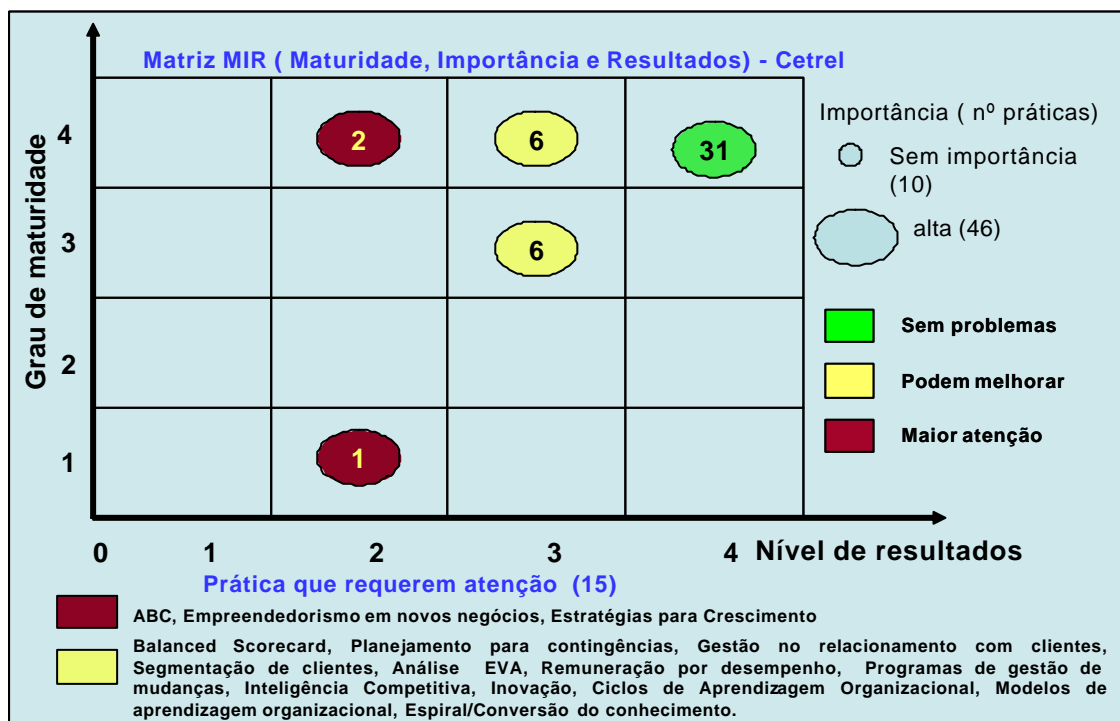 Matriz MIR ( Maturidade, Importância e Resultados) - Cetrel
Grau de maturidade
4
3
2
1
2
6
31
6
1
Importância ( nº práticas)
Sem importância
(10)
alta (46)
Sem problemas
Podem melhorar
Maior atenção
0
1
2
3
4
Nível de resultados
Prática que requerem atenção (15)
ABC, Empreendedorismo em novos negócios, Estratégias para Crescimento
Balanced Scorecard, Planejamento para contingências, Gestão no relacionamento com clientes,
Segmentação de clientes, Análise EVA, Remuneração por desempenho, Programas de gestão de
mudanças, Inteligência Competitiva, Inovação, Ciclos de Aprendizagem Organizacional, Modelos de
aprendizagem organizacional, Espiral/Conversão do conhecimento.